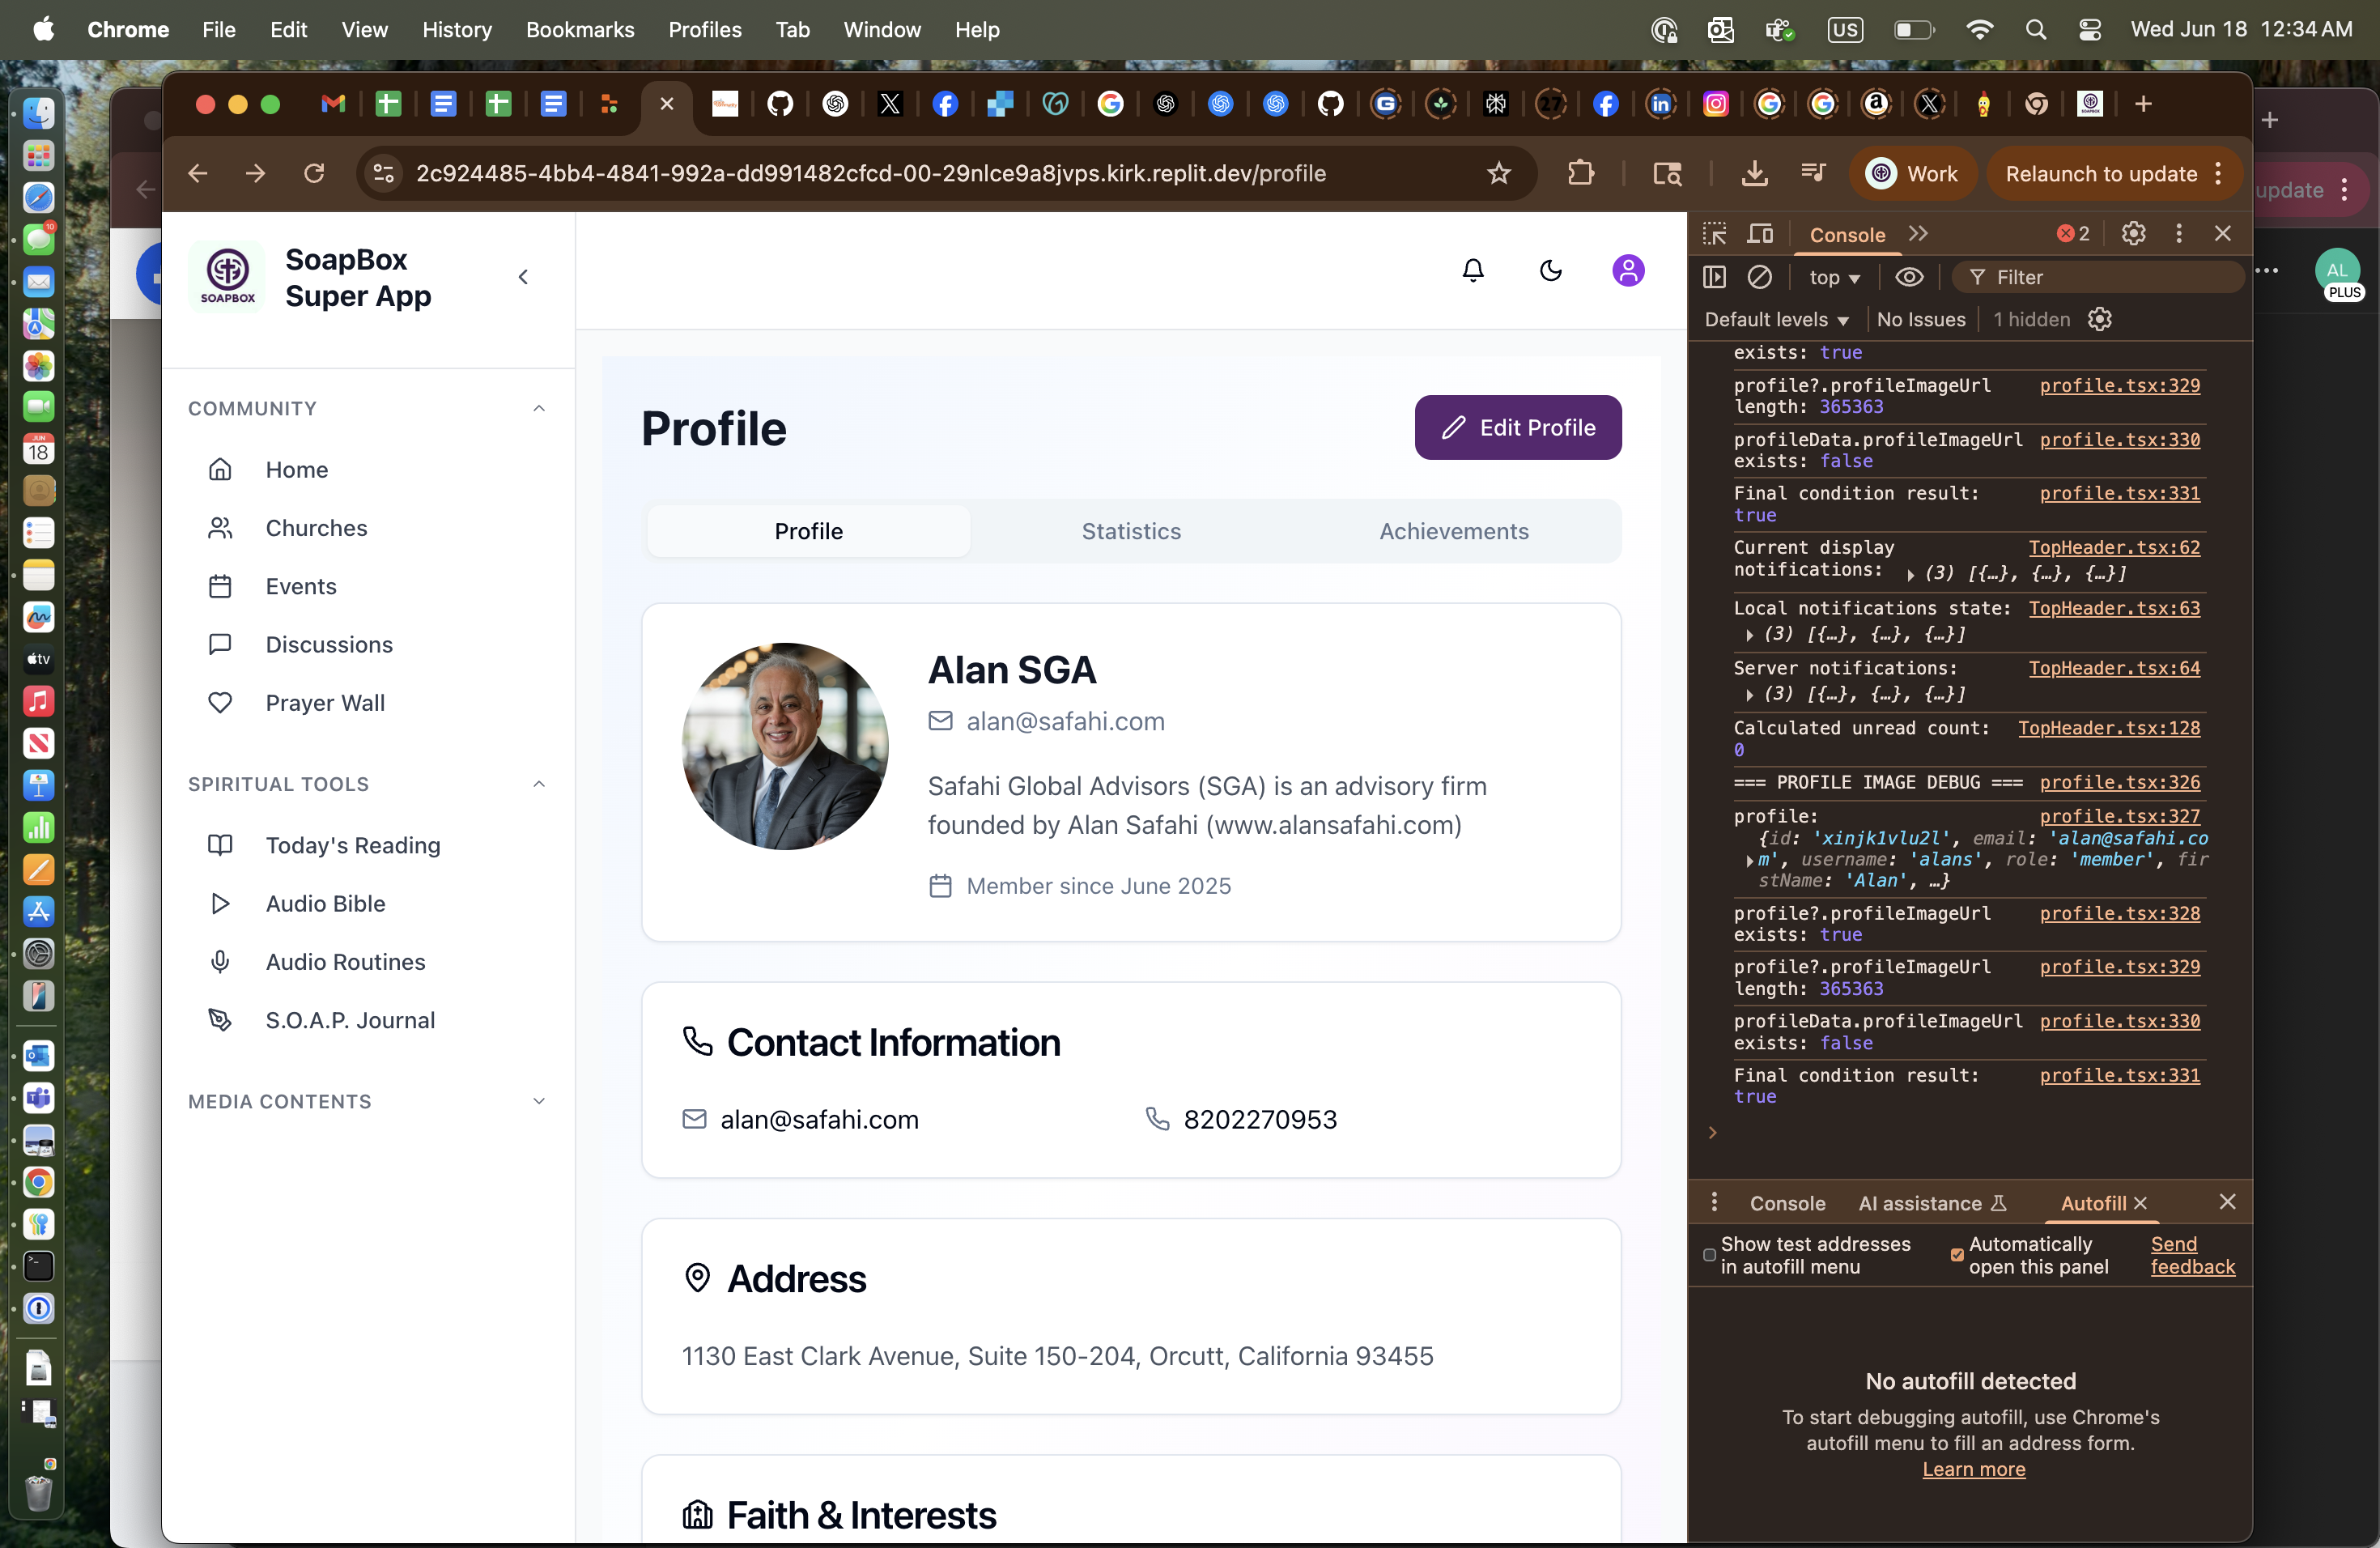 Chrome File Edit View History Bookmarks Profiles Tab Window Help US Wed Jun 18 12:34 AM
2c924485-4bb4-4841-992a-dd991482cfcd-00-29nlce9a8jvps.kirk.replit.dev/profile
Work
Relaunch to update
update
AL
PLUS
10
JUN
18
tv
27
SOAPBOX
SoapBox
Super App
COMMUNITY
Home
Churches
Events
Discussions
Prayer Wall
SPIRITUAL TOOLS
Today's Reading
Audio Bible
Audio Routines
S.O.A.P. Journal
MEDIA CONTENTS
Profile
Edit Profile
Profile Statistics Achievements
Alan SGA
alan@safahi.com
Safahi Global Advisors (SGA) is an advisory firm
founded by Alan Safahi (www.alansafahi.com)
Member since June 2025
Contact Information
alan@safahi.com 8202270953
Address
1130 East Clark Avenue, Suite 150-204, Orcutt, California 93455
Faith & Interests
Console 2
top Filter
Default levels No Issues 1 hidden
exists: true
profile?.profileImageUrl profile.tsx:329
length: 365363
profileData.profileImageUrl profile.tsx:330
exists: false
Final condition result: profile.tsx:331
true
Current display TopHeader.tsx:62
notifications: (3) [{…}, {…}, {…}]
Local notifications state: TopHeader.tsx:63
(3) [{…}, {…}, {…}]
Server notifications: TopHeader.tsx:64
(3) [{…}, {…}, {…}]
Calculated unread count: TopHeader.tsx:128
0
=== PROFILE IMAGE DEBUG === profile.tsx:326
profile: profile.tsx:327
{id: 'xinjk1vlu2l', email: 'alan@safahi.co
m', username: 'alans', role: 'member', fir
stName: 'Alan', …}
profile?.profileImageUrl profile.tsx:328
exists: true
profile?.profileImageUrl profile.tsx:329
length: 365363
profileData.profileImageUrl profile.tsx:330
exists: false
Final condition result: profile.tsx:331
true
Console AI assistance Autofill
Show test addresses
in autofill menu
Automatically
open this panel
Send
feedback
No autofill detected
To start debugging autofill, use Chrome's
autofill menu to fill an address form.
Learn more